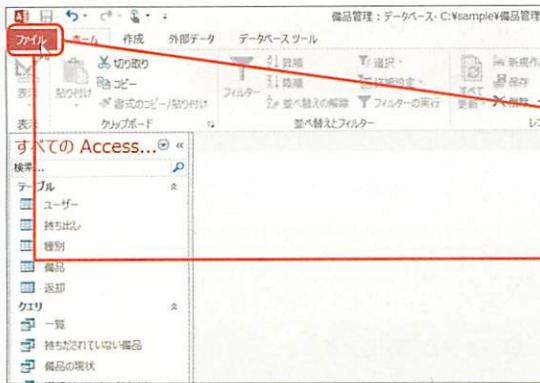 備品管理：データベース- C:¥sample¥備品管理
ファイル ホーム 作成 外部データ データベース ツール
表示
貼り付け
切り取り
コピー
書式のコピー/貼り付け
クリップボード
フィルター
昇順
降順
並べ替えの解除
選択
詳細設定
フィルターの実行
並べ替えとフィルター
すべて
更新
新規作
保存
削除
レコ
すべての Access...
検索...
テーブル
ユーザー
持ち出し
種別
備品
返却
クエリ
一覧
持ち出されていない備品
備品の現状